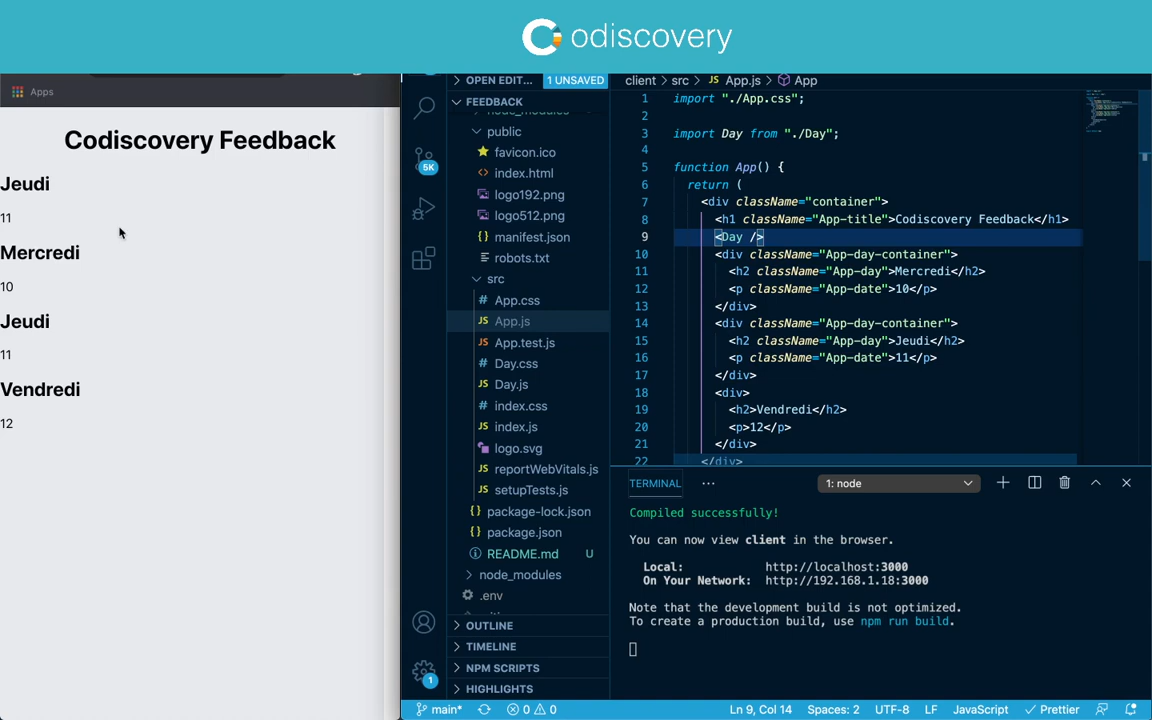 odiscovery
Apps
Codiscovery Feedback
Jeudi
11
Mercredi
10
Jeudi
11
Vendredi
12
5K
1
OPEN EDIT... 1 UNSAVED
FEEDBACK
node_modules
public
favicon.ico
index.html
logo192.png
logo512.png
manifest.json
robots.txt
src
App.css
App.js
App.test.js
Day.css
Day.js
index.css
index.js
logo.svg
reportWebVitals.js
setupTests.js
package-lock.json
package.json
README.md U
node_modules
.env
OUTLINE
TIMELINE
NPM SCRIPTS
HIGHLIGHTS
client > src > JS App.js > App
1 import "./App.css";
2
3 import Day from "./Day";
4
5 function App() {
6 return (
7 <div className="container">
8 <h1 className="App-title">Codiscovery Feedback</h1>
9 <Day />
10 <div className="App-day-container">
11 <h2 className="App-day">Mercredi</h2>
12 <p className="App-date">10</p>
13 </div>
14 <div className="App-day-container">
15 <h2 className="App-day">Jeudi</h2>
16 <p className="App-date">11</p>
17 </div>
18 <div>
19 <h2>Vendredi</h2>
20 <p>12</p>
21 </div>
22 </div>
TERMINAL ... 1: node
Compiled successfully!
You can now view client in the browser.
Local: http://localhost:3000
On Your Network: http://192.168.1.18:3000
Note that the development build is not optimized.
To create a production build, use npm run build.
main* 0 0 Ln 9, Col 14 Spaces: 2 UTF-8 LF JavaScript Prettier